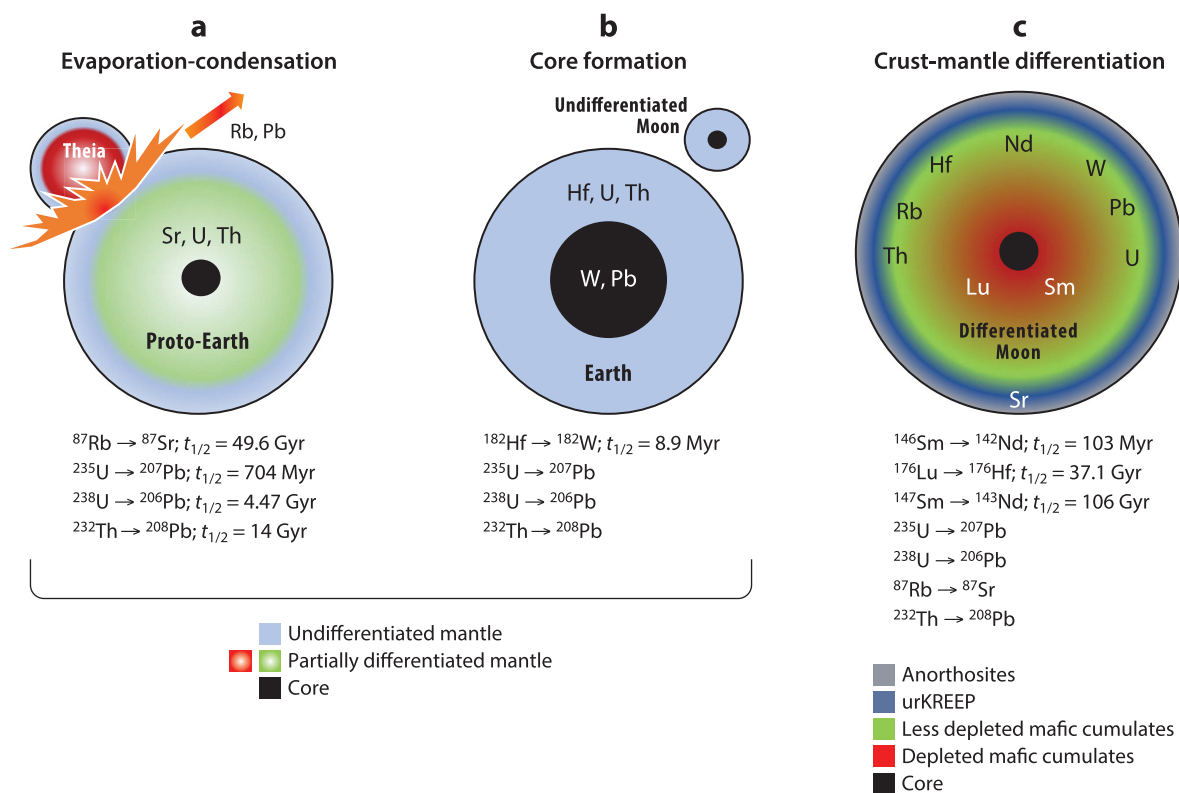 a
Evaporation-condensation
Rb, Pb
Theia
Sr, U, Th
Proto-Earth
⁸⁷Rb → ⁸⁷Sr; t₁/₂ = 49.6 Gyr
²³⁵U → ²⁰⁷Pb; t₁/₂ = 704 Myr
²³⁸U → ²⁰⁶Pb; t₁/₂ = 4.47 Gyr
²³²Th → ²⁰⁸Pb; t₁/₂ = 14 Gyr
b
Core formation
Undifferentiated
Moon
Hf, U, Th
W, Pb
Earth
¹⁸²Hf → ¹⁸²W; t₁/₂ = 8.9 Myr
²³⁵U → ²⁰⁷Pb
²³⁸U → ²⁰⁶Pb
²³²Th → ²⁰⁸Pb
Undifferentiated mantle
Partially differentiated mantle
Core
c
Crust-mantle differentiation
Nd
Hf
W
Rb
Pb
Th
U
Lu
Sm
Differentiated
Moon
Sr
¹⁴⁶Sm → ¹⁴²Nd; t₁/₂ = 103 Myr
¹⁷⁶Lu → ¹⁷⁶Hf; t₁/₂ = 37.1 Gyr
¹⁴⁷Sm → ¹⁴³Nd; t₁/₂ = 106 Gyr
²³⁵U → ²⁰⁷Pb
²³⁸U → ²⁰⁶Pb
⁸⁷Rb → ⁸⁷Sr
²³²Th → ²⁰⁸Pb
Anorthosites
urKREEP
Less depleted mafic cumulates
Depleted mafic cumulates
Core